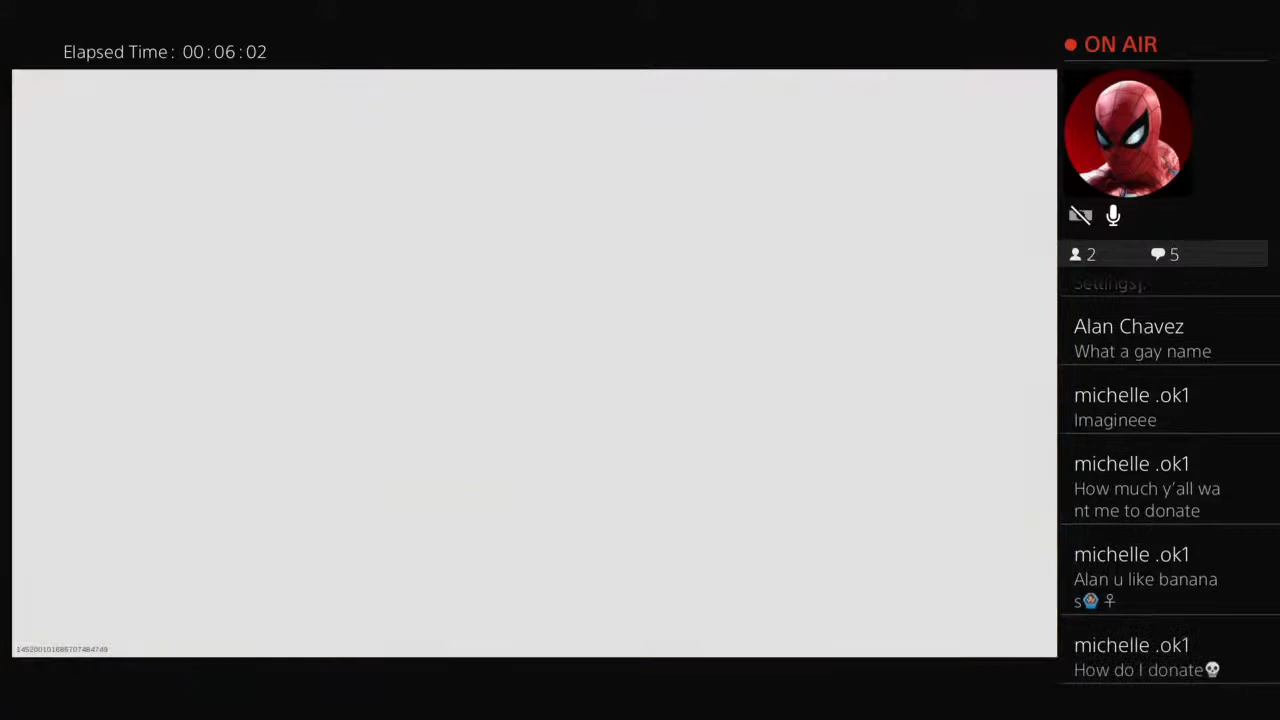 Elapsed Time: 00:06:02
ON AIR
2 5
Settings].
Alan Chavez
What a gay name
michelle .ok1
Imagineee
michelle .ok1
How much y’all wa
nt me to donate
michelle .ok1
Alan u like banana
s
michelle .ok1
How do I donate💀